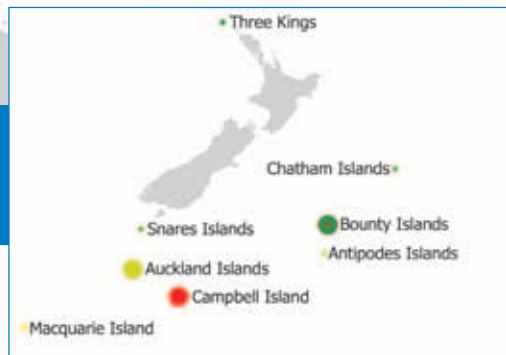 Three Kings
Chatham Islands
Bounty Islands
Snares Islands
Antipodes Islands
Auckland Islands
Campbell Island
Macquarie Island